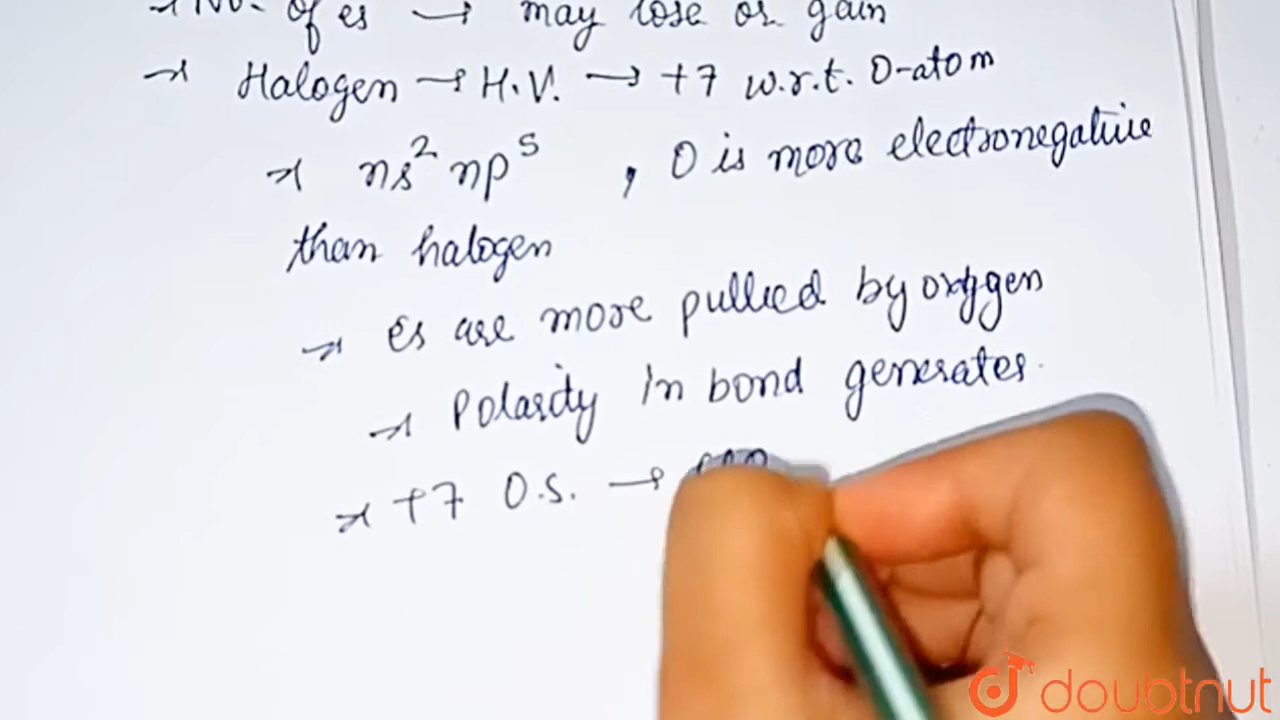 → No. of es → may lose or gain
→ Halogen → H.V. → +7 w.r.t. O-atom
→ ns² np⁵ , O is more electronegative
than halogen
→ es are more pulled by oxygen
→ Polarity in bond generates.
→ +7 O.S. →
doubtnut